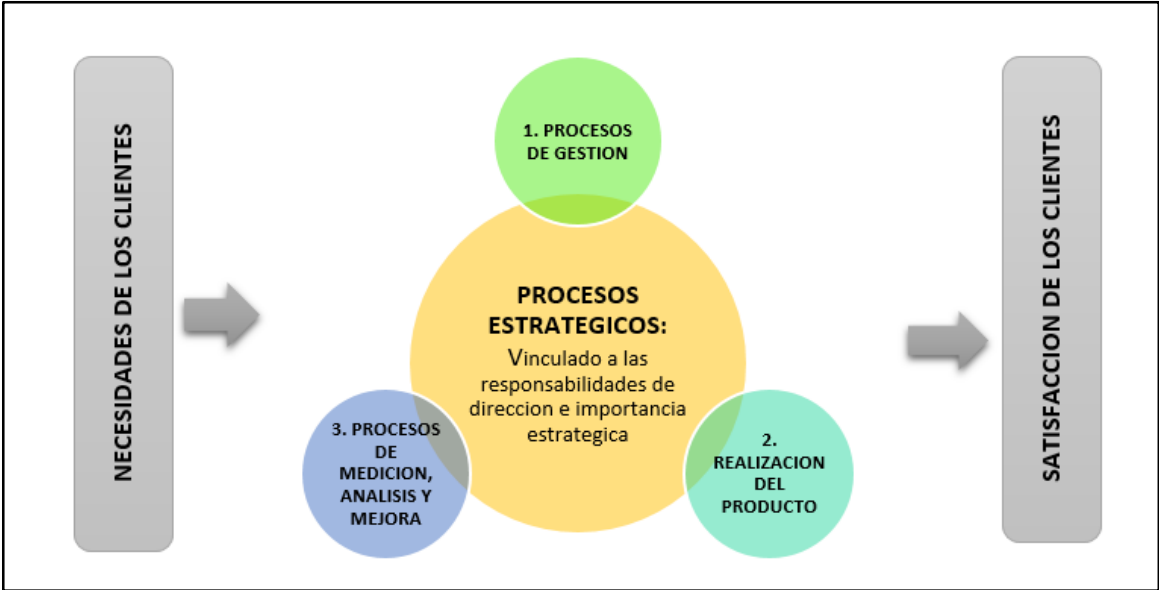 NECESIDADES DE LOS CLIENTES
1. PROCESOS
DE GESTION
PROCESOS
ESTRATEGICOS:
Vinculado a las
responsabilidades de
direccion e importancia
estrategica
2.
REALIZACION
DEL
PRODUCTO
3. PROCESOS
DE
MEDICION,
ANALISIS Y
MEJORA
SATISFACCION DE LOS CLIENTES